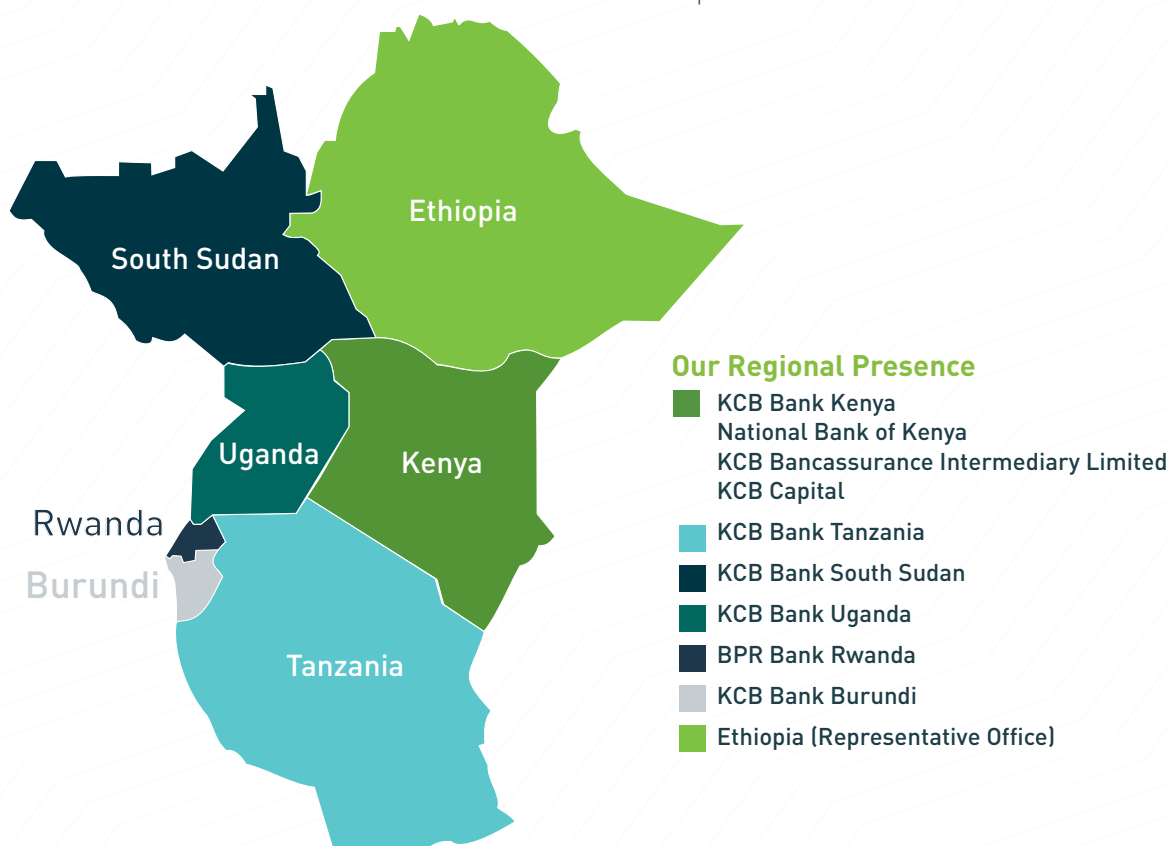 Ethiopia
South Sudan
Our Regional Presence
KCB Bank Kenya
National Bank of Kenya
KCB Bancassurance Intermediary Limited
KCB Capital
KCB Bank Tanzania
KCB Bank South Sudan
KCB Bank Uganda
BPR Bank Rwanda
KCB Bank Burundi
Ethiopia (Representative Office)
Uganda
Kenya
Rwanda
Burundi
Tanzania